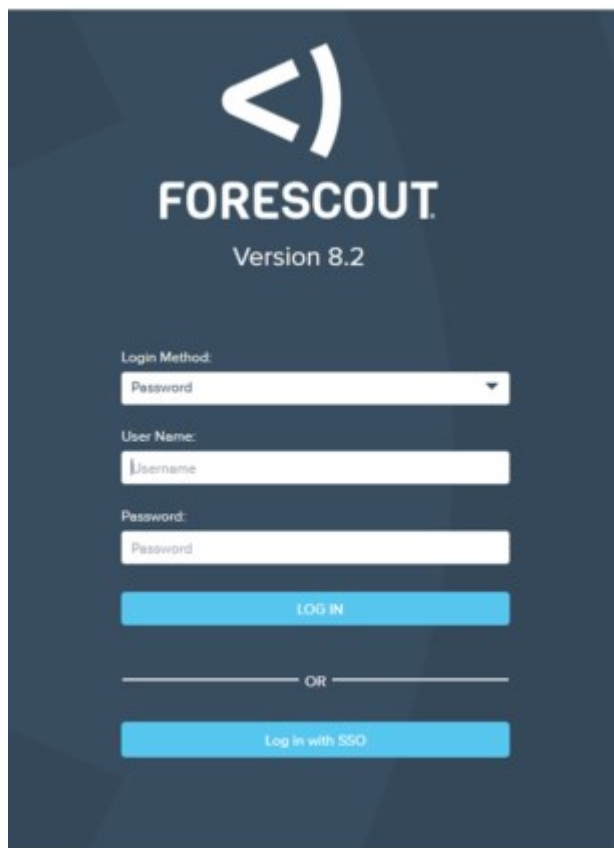 FORESCOUT.
Version 8.2
Login Method:
Password
User Name:
Username
Password:
Password
LOG IN
OR
Log in with SSO